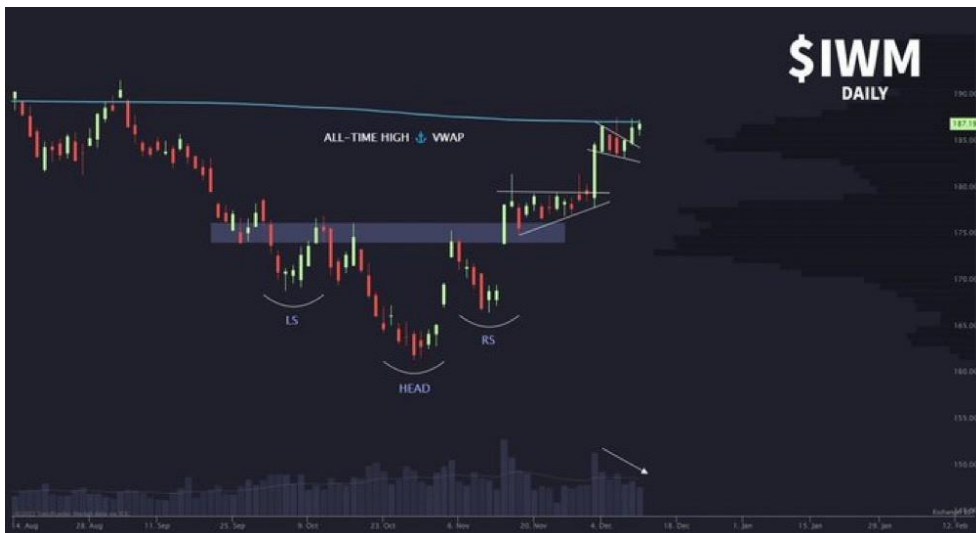 $IWM
DAILY
190.00
ALL-TIME HIGH ⚓ VWAP
187.19
185.00
180.00
175.00
170.00
LS
RS
165.00
160.00
HEAD
155.00
150.00
14. Aug 28. Aug 11. Sep 25. Sep 9. Oct 23. Oct 6. Nov 20. Nov 4. Dec 18. Dec 1. Jan 15. Jan 29. Jan 12. Feb